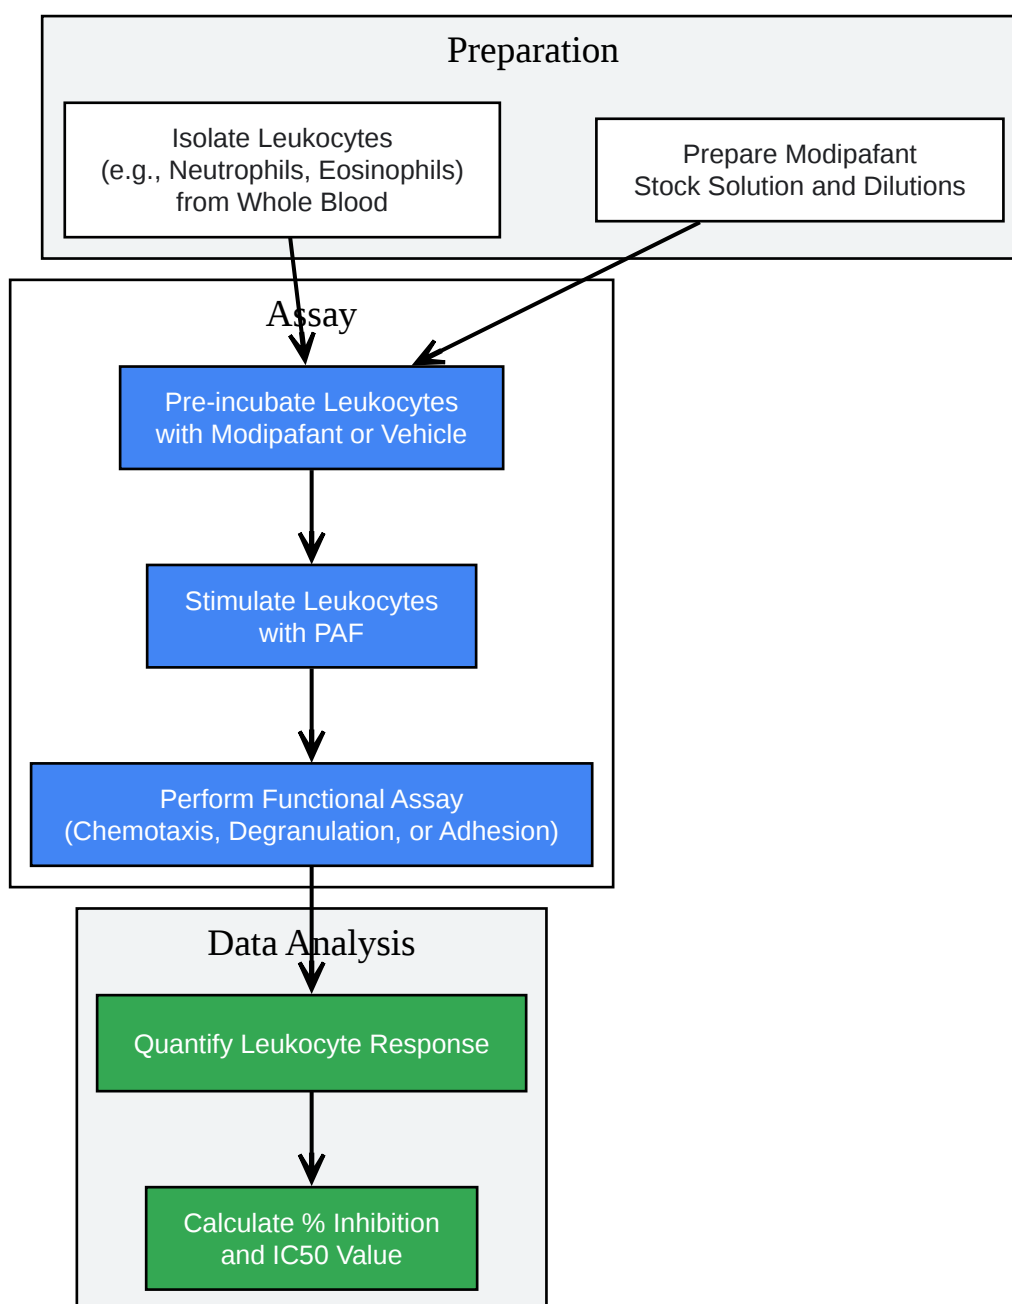 Preparation
Isolate Leukocytes
(e.g., Neutrophils, Eosinophils)
from Whole Blood
Prepare Modipafant
Stock Solution and Dilutions
Assay
Pre-incubate Leukocytes
with Modipafant or Vehicle
Stimulate Leukocytes
with PAF
Perform Functional Assay
(Chemotaxis, Degranulation, or Adhesion)
Data Analysis
Quantify Leukocyte Response
Calculate % Inhibition
and IC50 Value